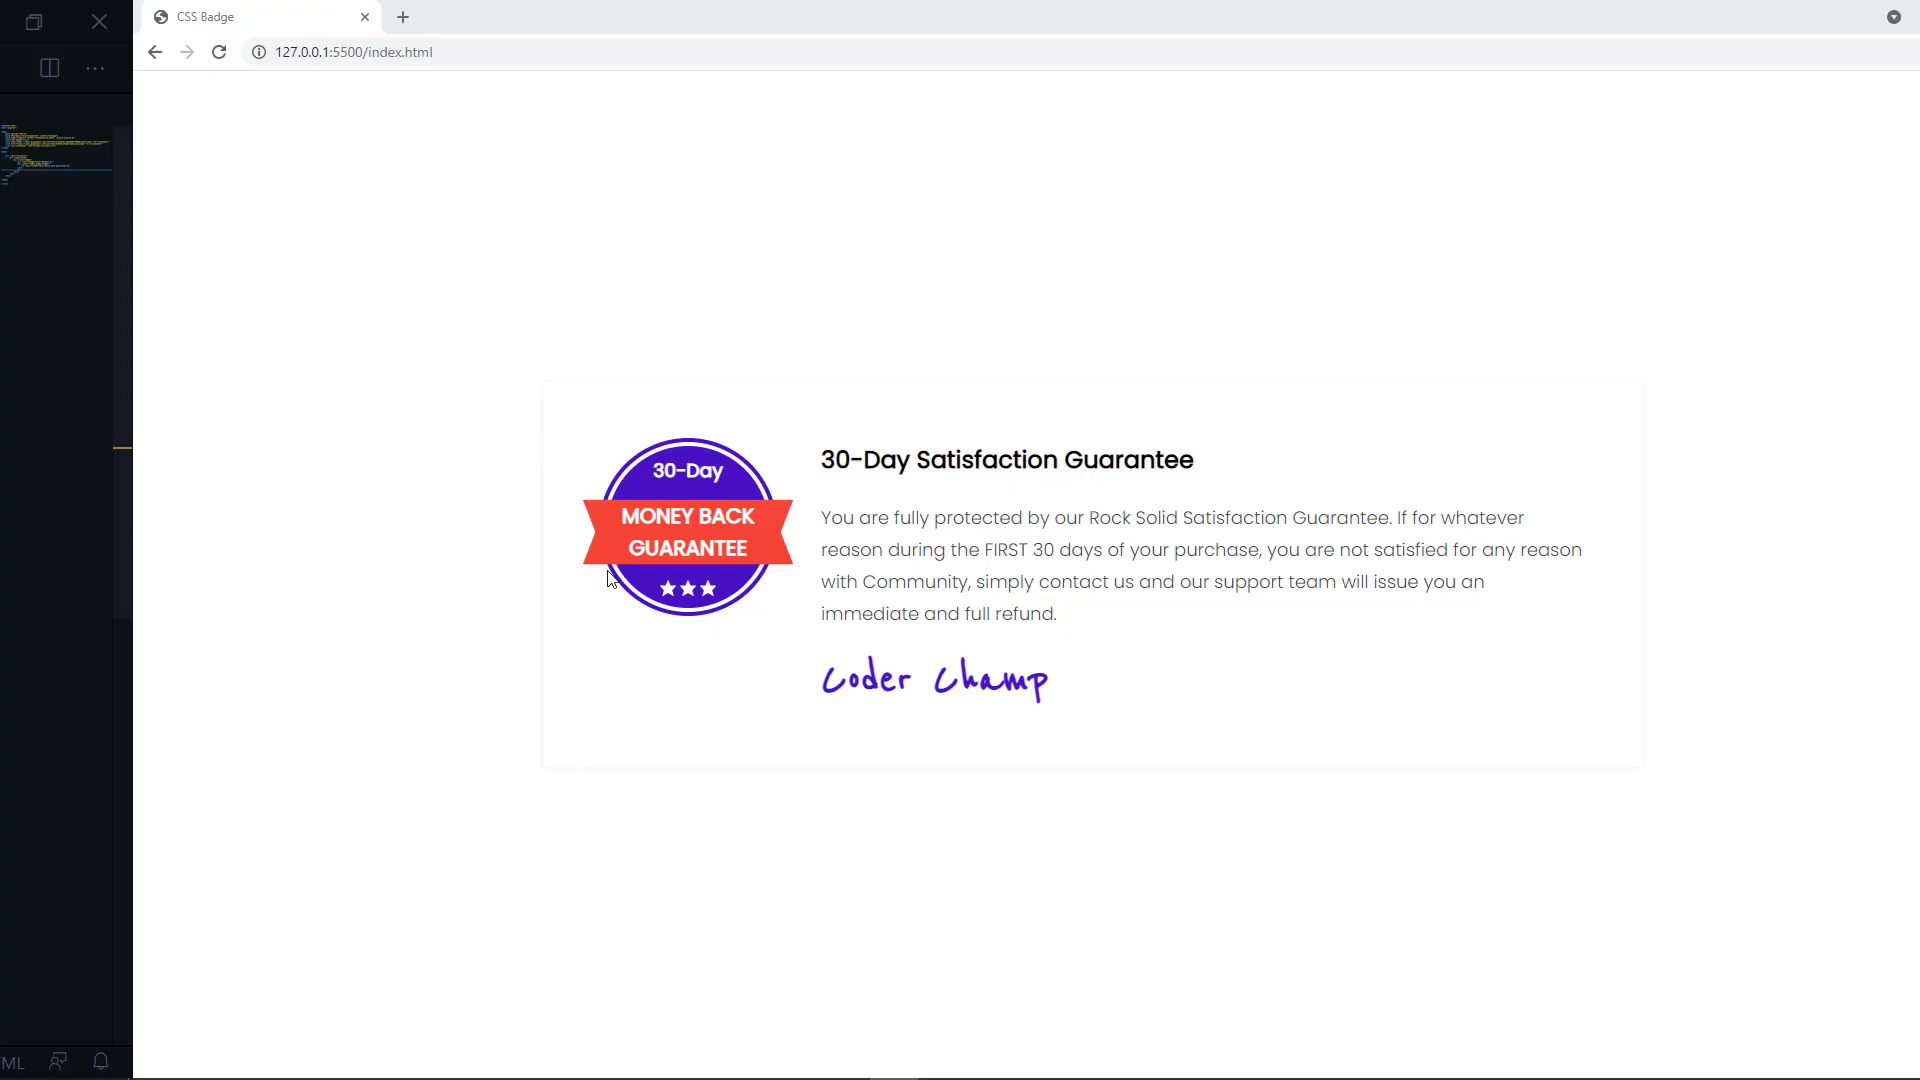 CSS Badge
127.0.0.1:5500/index.html
30-Day
MONEY BACK
GUARANTEE
30-Day Satisfaction Guarantee
You are fully protected by our Rock Solid Satisfaction Guarantee. If for whatever
reason during the FIRST 30 days of your purchase, you are not satisfied for any reason
with Community, simply contact us and our support team will issue you an
immediate and full refund.
Coder Champ
ML